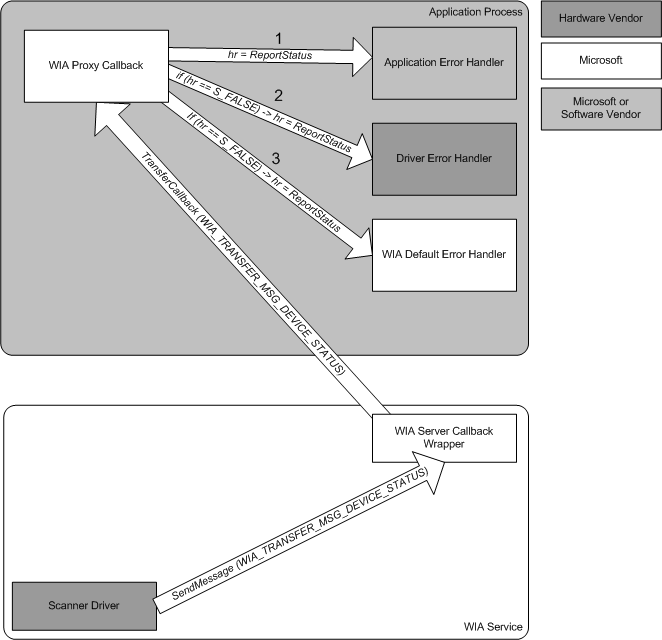 Application Process
Hardware Vendor
Microsoft
Microsoft or
Software Vendor
WIA Proxy Callback
1
hr = ReportStatus
Application Error Handler
2
if (hr == S_FALSE) -> hr = ReportStatus
Driver Error Handler
3
if (hr == S_FALSE) -> hr = ReportStatus
WIA Default Error Handler
TransferCallback (WIA_TRANSFER_MSG_DEVICE_STATUS)
WIA Server Callback
Wrapper
SendMessage (WIA_TRANSFER_MSG_DEVICE_STATUS)
Scanner Driver
WIA Service